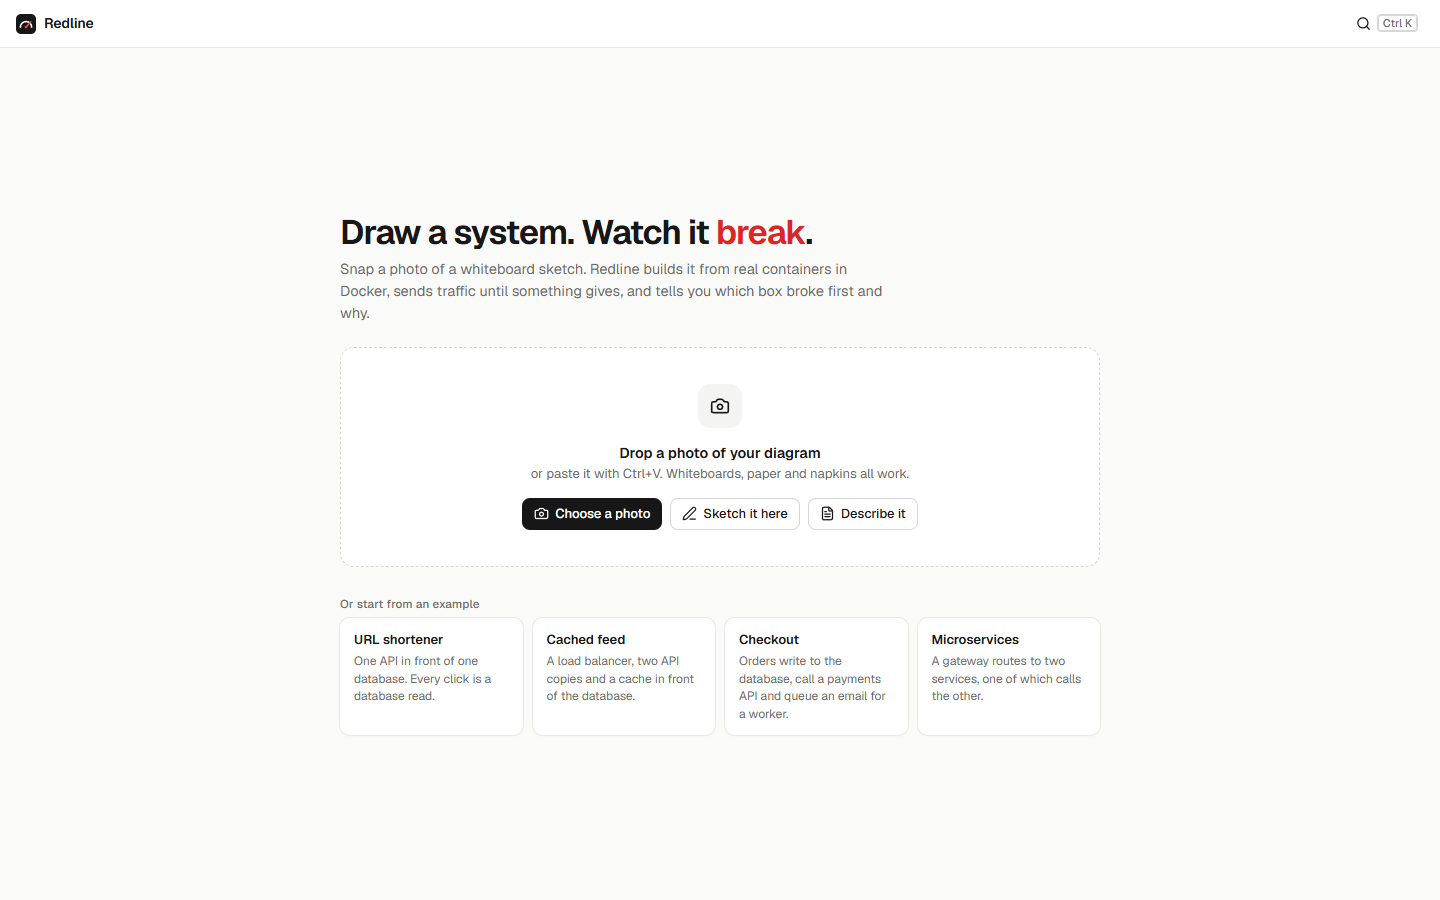 Redline
Ctrl K
Draw a system. Watch it break.
Snap a photo of a whiteboard sketch. Redline builds it from real containers in
Docker, sends traffic until something gives, and tells you which box broke first and
why.
Drop a photo of your diagram
or paste it with Ctrl+V. Whiteboards, paper and napkins all work.
Choose a photo
Sketch it here
Describe it
Or start from an example
URL shortener
One API in front of one
database. Every click is a
database read.
Cached feed
A load balancer, two API
copies and a cache in front
of the database.
Checkout
Orders write to the
database, call a payments
API and queue an email for
a worker.
Microservices
A gateway routes to two
services, one of which calls
the other.